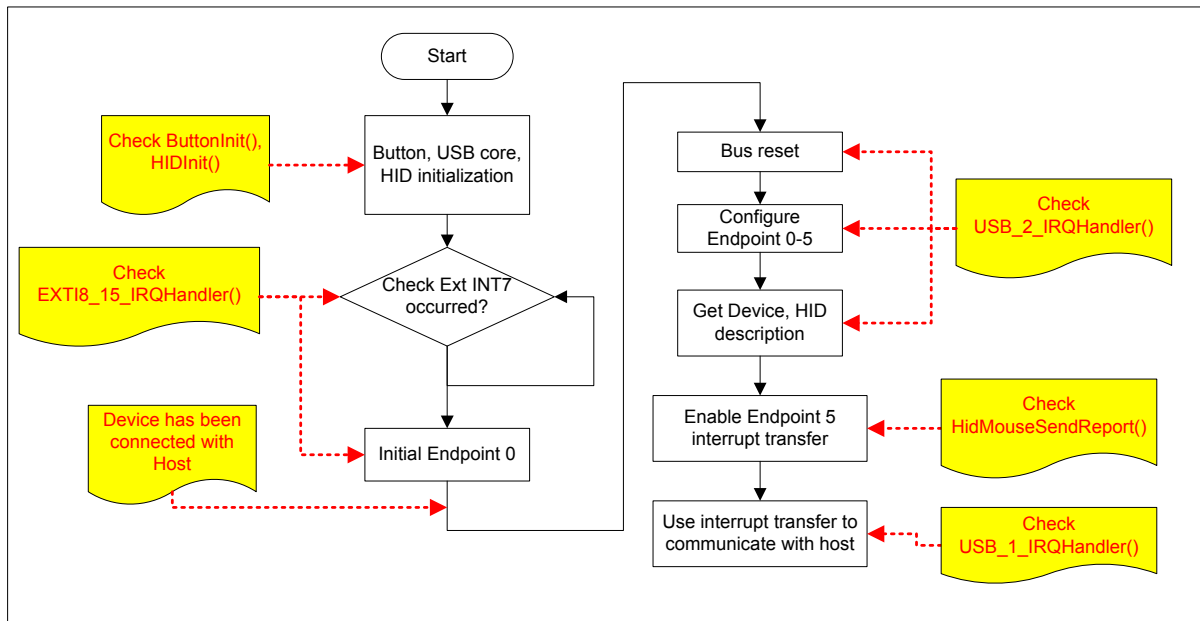 Start
Check ButtonInit(),
HIDInit()
Button, USB core,
HID initialization
Check
EXTI8_15_IRQHandler()
Check Ext INT7
occurred?
Device has been
connected with
Host
Initial Endpoint 0
Bus reset
Configure
Endpoint 0-5
Check
USB_2_IRQHandler()
Get Device, HID
description
Enable Endpoint 5
interrupt transfer
Check
HidMouseSendReport()
Use interrupt transfer to
communicate with host
Check
USB_1_IRQHandler()